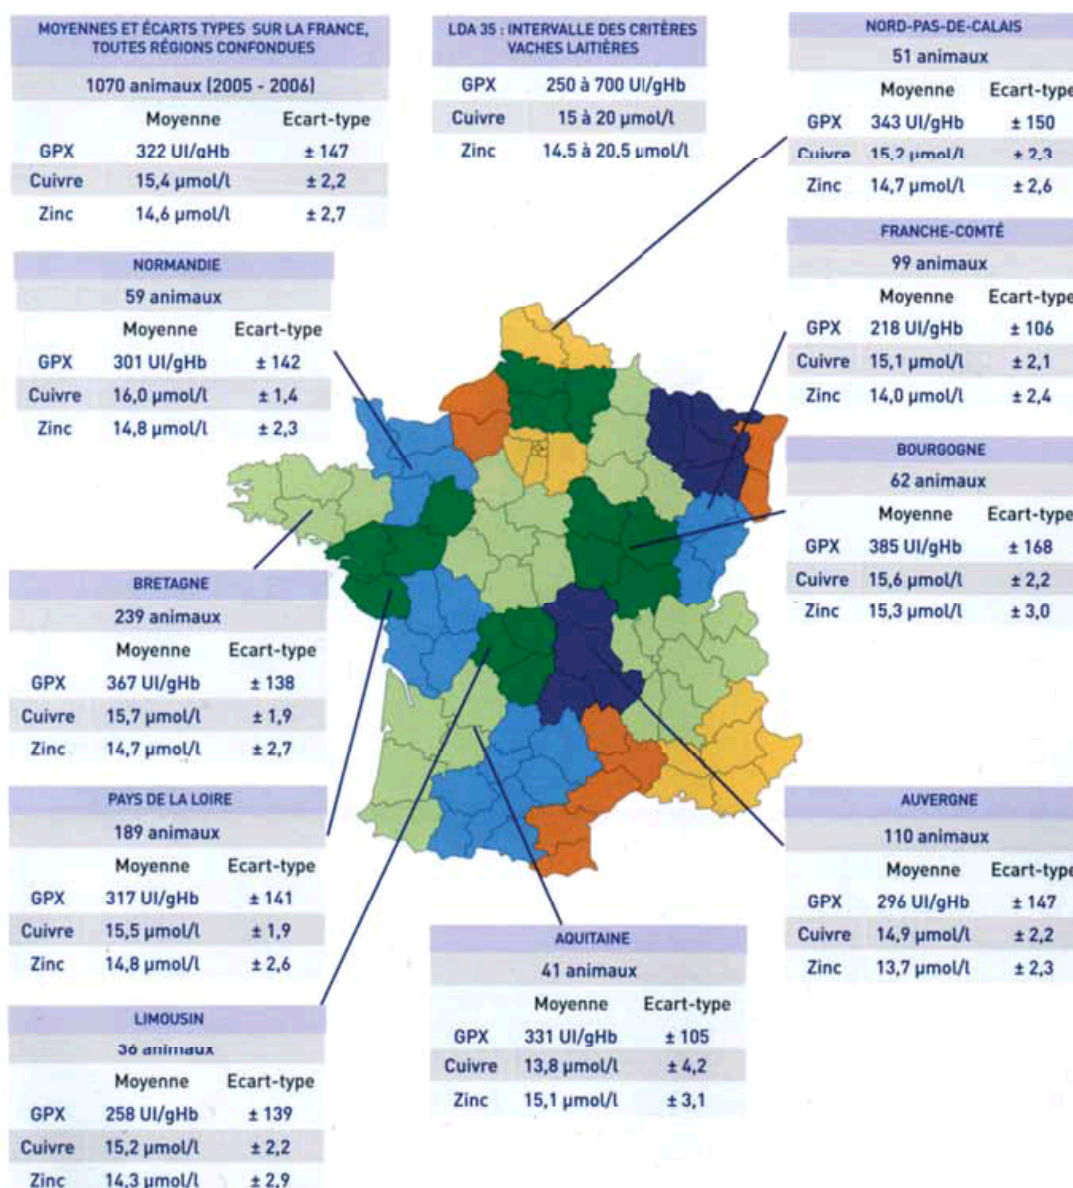 MOYENNES ET ÉCARTS TYPES SUR LA FRANCE,
TOUTES RÉGIONS CONFONDUES
1070 animaux (2005 - 2006)
Moyenne Ecart-type
GPX 322 UI/gHb ± 147
Cuivre 15,4 µmol/l ± 2,2
Zinc 14,6 µmol/l ± 2,7
LDA 35 : INTERVALLE DES CRITÈRES
VACHES LAITIÈRES
GPX 250 à 700 UI/gHb
Cuivre 15 à 20 µmol/l
Zinc 14,5 à 20,5 µmol/l
NORD-PAS-DE-CALAIS
51 animaux
Moyenne Ecart-type
GPX 343 UI/gHb ± 150
Cuivre 15,2 µmol/l ± 2,3
Zinc 14,7 µmol/l ± 2,6
NORMANDIE
59 animaux
Moyenne Ecart-type
GPX 301 UI/gHb ± 142
Cuivre 16,0 µmol/l ± 1,4
Zinc 14,8 µmol/l ± 2,3
FRANCHE-COMTÉ
99 animaux
Moyenne Ecart-type
GPX 218 UI/gHb ± 106
Cuivre 15,1 µmol/l ± 2,1
Zinc 14,0 µmol/l ± 2,4
BOURGOGNE
62 animaux
Moyenne Ecart-type
GPX 385 UI/gHb ± 168
Cuivre 15,6 µmol/l ± 2,2
Zinc 15,3 µmol/l ± 3,0
BRETAGNE
239 animaux
Moyenne Ecart-type
GPX 367 UI/gHb ± 138
Cuivre 15,7 µmol/l ± 1,9
Zinc 14,7 µmol/l ± 2,7
PAYS DE LA LOIRE
189 animaux
Moyenne Ecart-type
GPX 317 UI/gHb ± 141
Cuivre 15,5 µmol/l ± 1,9
Zinc 14,8 µmol/l ± 2,6
AUVERGNE
110 animaux
Moyenne Ecart-type
GPX 296 UI/gHb ± 147
Cuivre 14,9 µmol/l ± 2,2
Zinc 13,7 µmol/l ± 2,3
AQUITAINE
41 animaux
Moyenne Ecart-type
GPX 331 UI/gHb ± 105
Cuivre 13,8 µmol/l ± 4,2
Zinc 15,1 µmol/l ± 3,1
LIMOUSIN
36 animaux
Moyenne Ecart-type
GPX 258 UI/gHb ± 139
Cuivre 15,2 µmol/l ± 2,2
Zinc 14,3 µmol/l ± 2,9